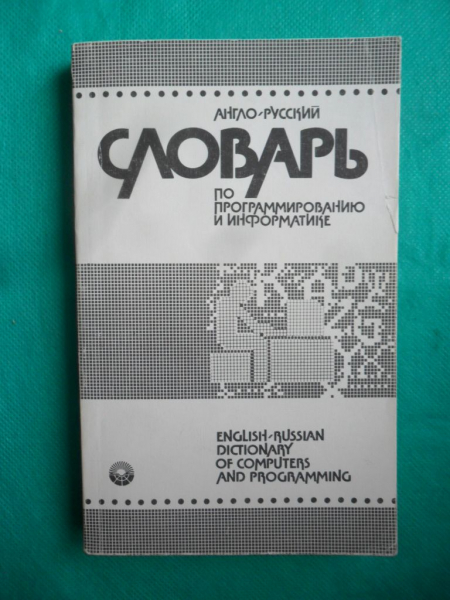 АНГЛО-РУССКИЙ
СЛОВАРЬ
ПО
ПРОГРАММИРОВАНИЮ
И ИНФОРМАТИКЕ
ENGLISH-RUSSIAN
DICTIONARY
OF COMPUTERS
AND PROGRAMMING